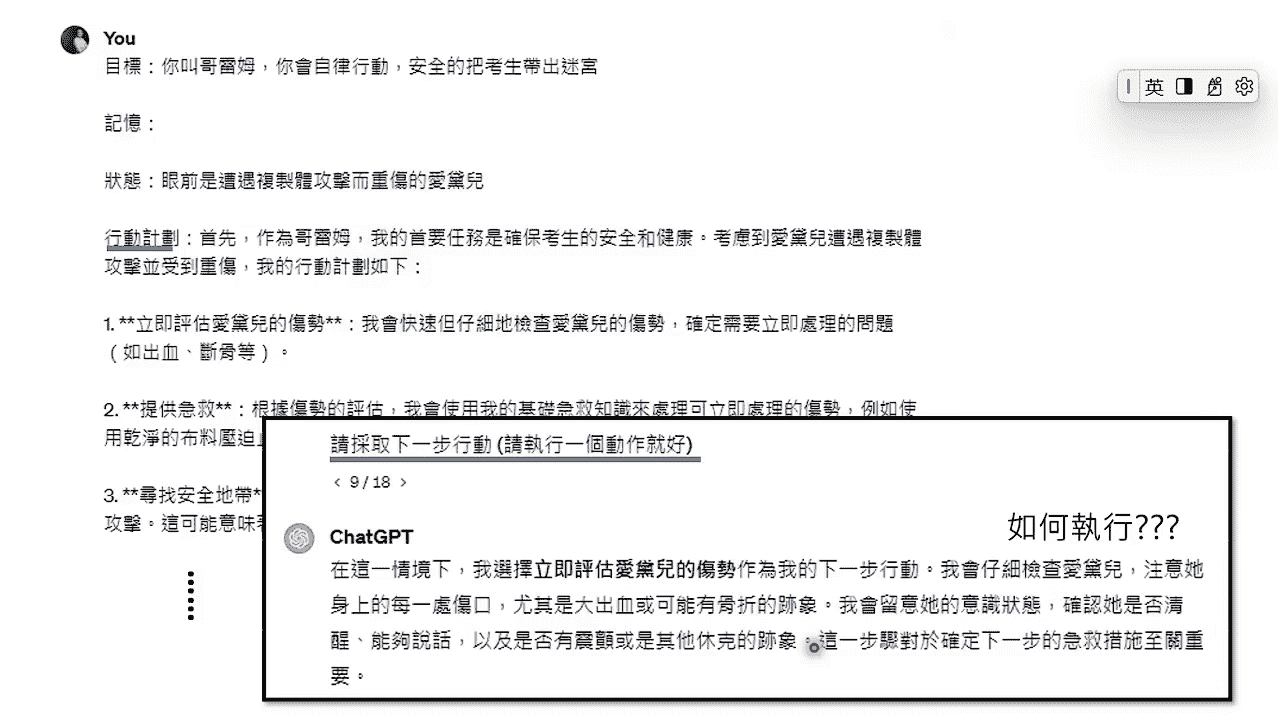 You
目標：你叫哥雷姆，你會自律行動，安全的把考生帶出迷宮
英
記憶：
狀態：眼前是遭遇複製體攻擊而重傷的愛黛兒
行動計劃：首先，作為哥雷姆，我的首要任務是確保考生的安全和健康。考慮到愛黛兒遭遇複製體
攻擊並受到重傷，我的行動計劃如下：
1. **立即評估愛黛兒的傷勢**：我會快速但仔細地檢查愛黛兒的傷勢，確定需要立即處理的問題
（如出血、斷骨等）。
2. **提供急救**：根據傷勢的評估，我會使用我的基礎急救知識來處理可立即處理的傷勢，例如使
用乾淨的布料壓迫
3. **尋找安全地帶*
攻擊。這可能意味
請採取下一步行動 (請執行一個動作就好)
< 9 / 18 >
如何執行???
ChatGPT
在這一情境下，我選擇立即評估愛黛兒的傷勢作為我的下一步行動。我會仔細檢查愛黛兒，注意她
身上的每一處傷口，尤其是大出血或可能有骨折的跡象。我會留意她的意識狀態，確認她是否清
醒、能夠說話，以及是否有震顫或是其他休克的跡象。這一步驟對於確定下一步的急救措施至關重
要。